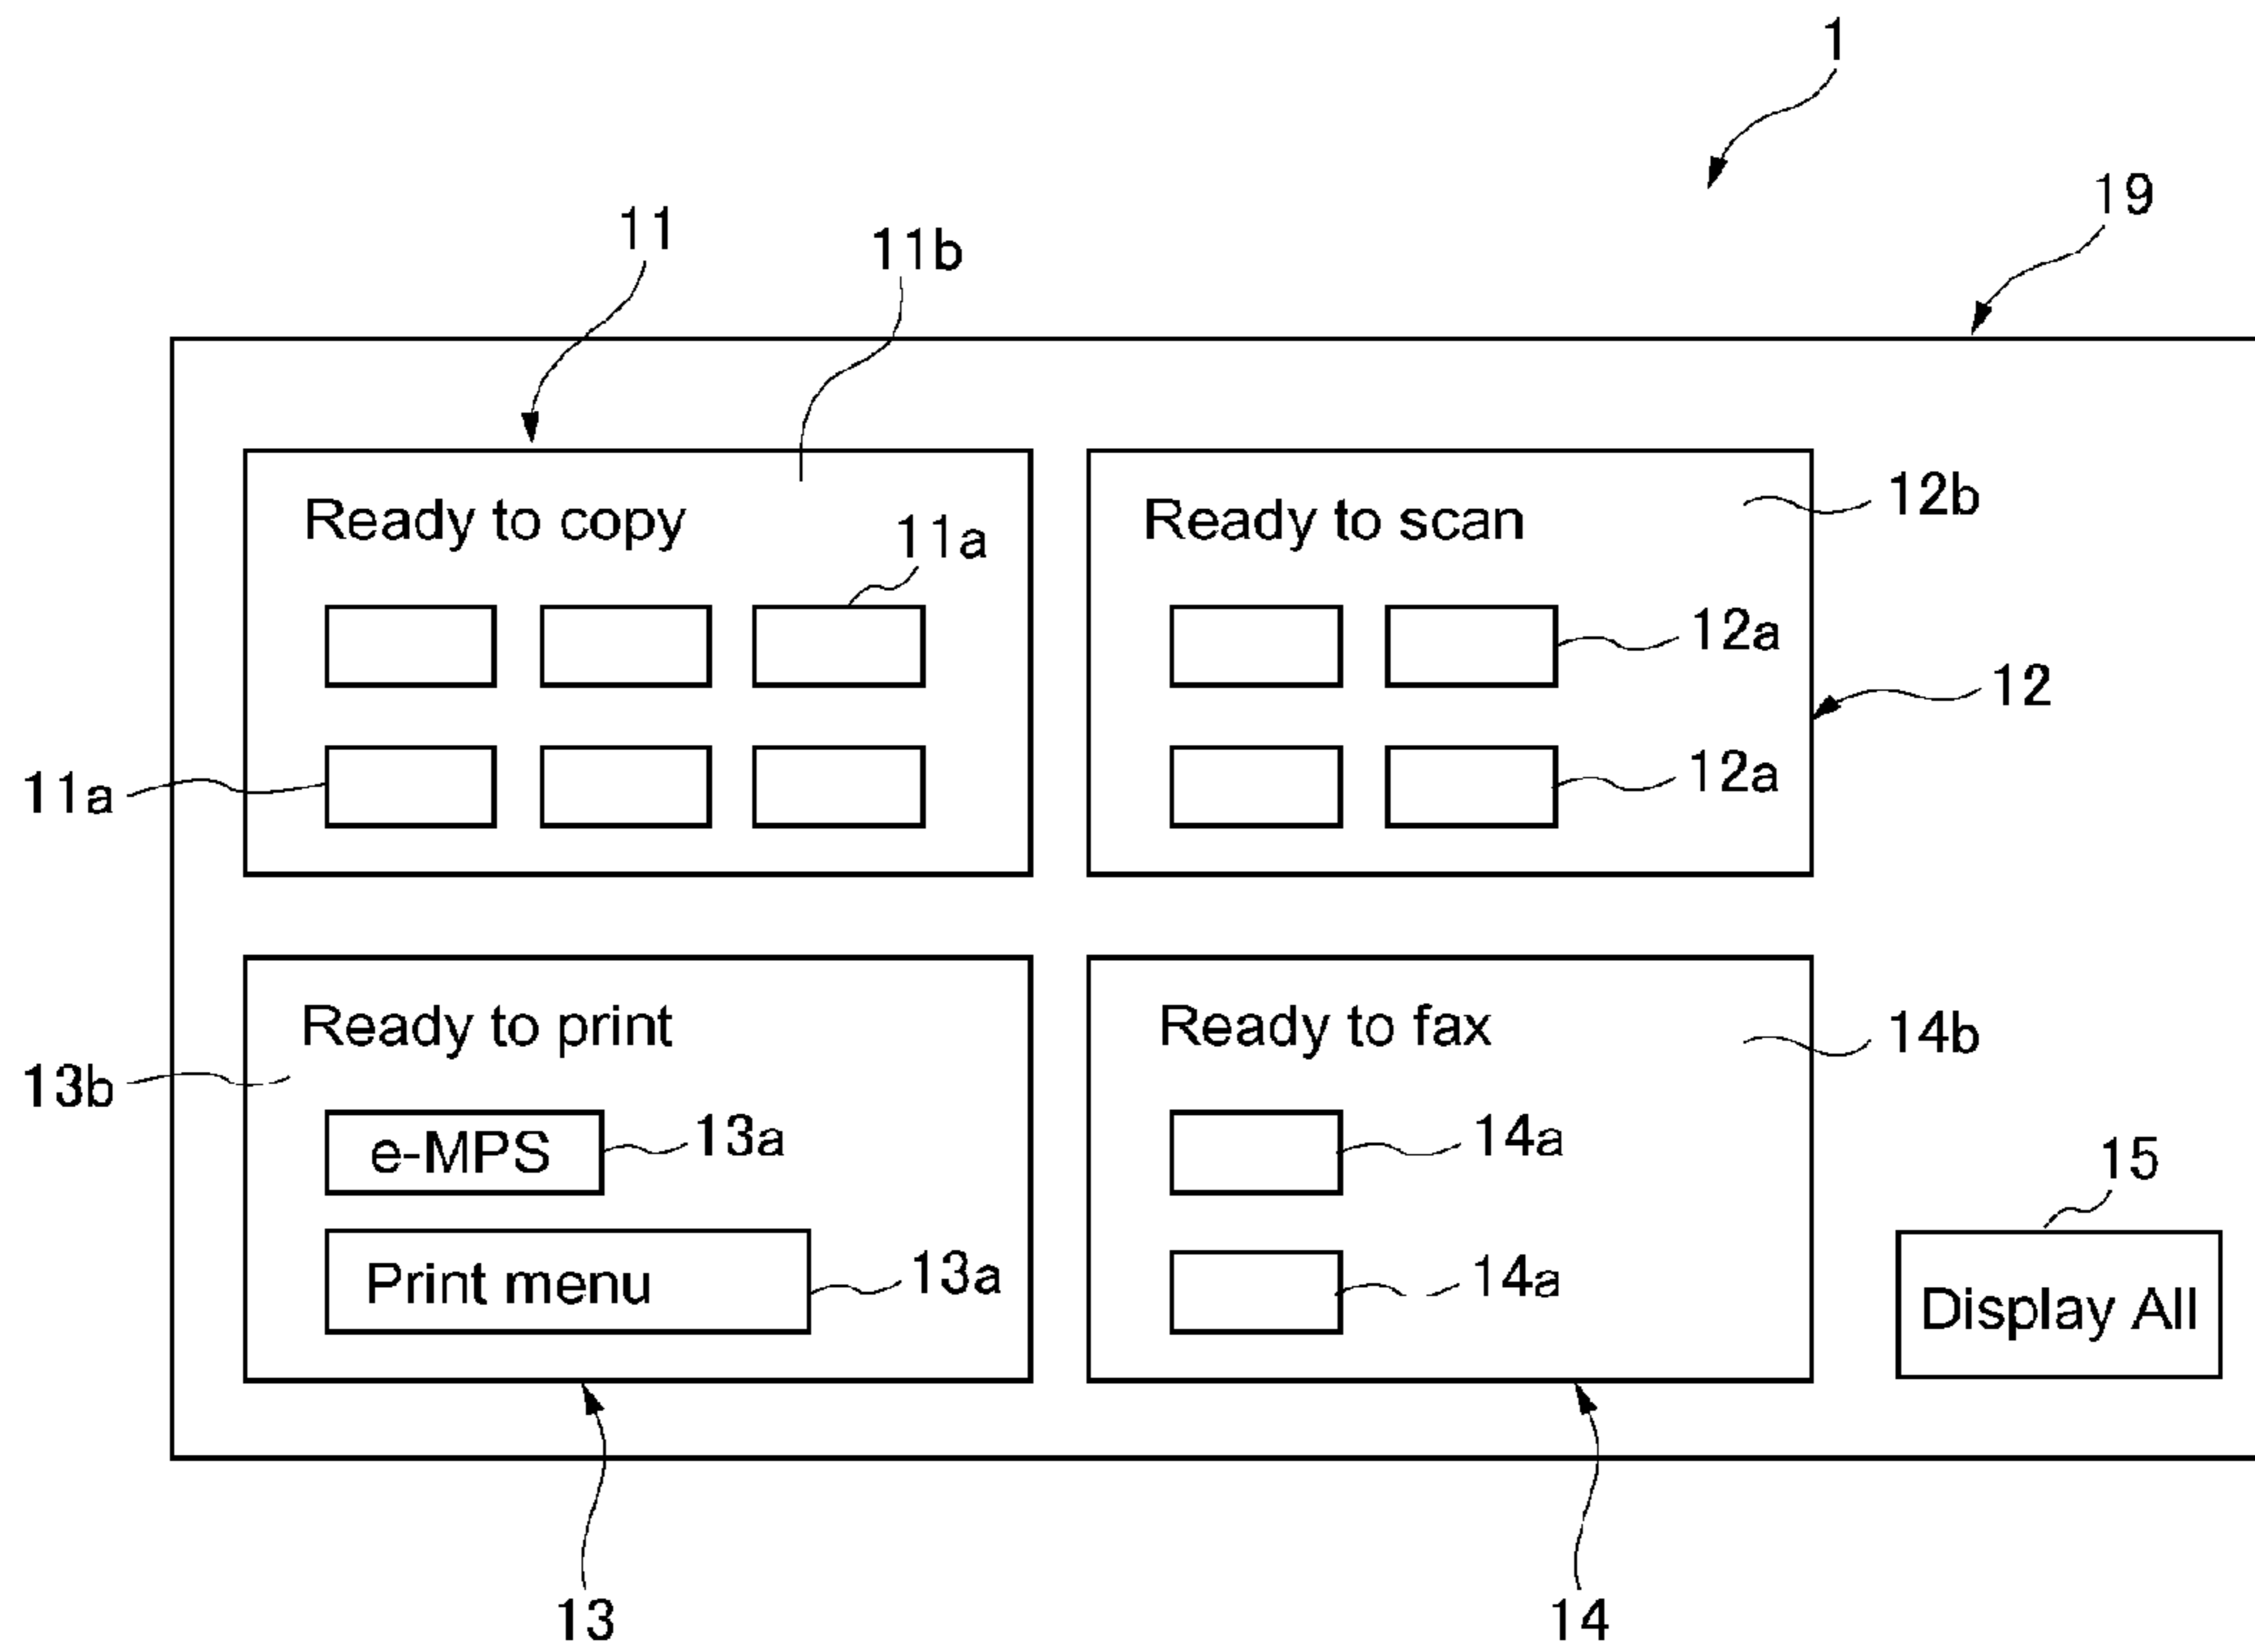 1
19
11
11b
Ready to copy
11a
Ready to scan
12b
12a
12
11a
12a
Ready to print
Ready to fax
14b
13b
e-MPS
13a
14a
15
Print menu
13a
14a
Display All
13
14